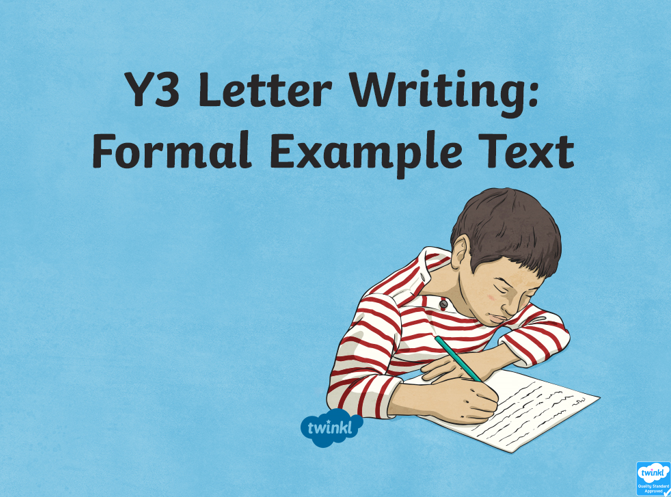 Y3 Letter Writing:
Formal Example Text
twinkl
twinkl
Quality Standard
Approved